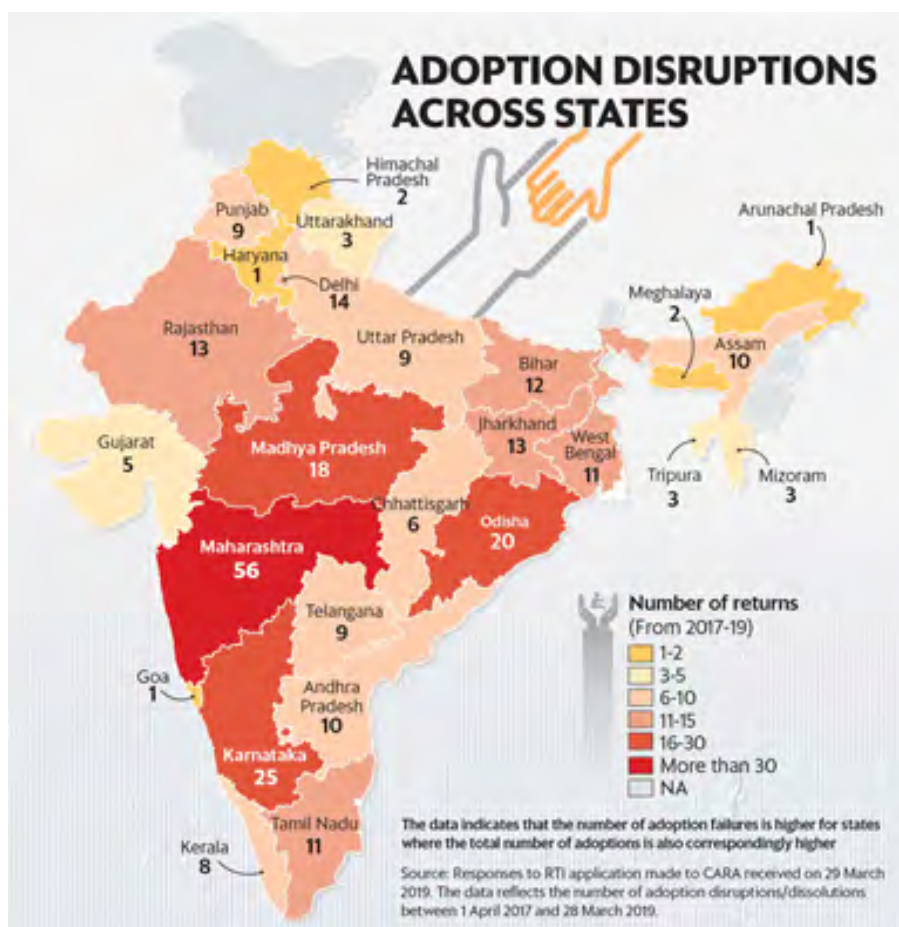 ADOPTION DISRUPTIONS
ACROSS STATES
Himachal
Pradesh
2
Punjab
9
Uttarakhand
3
Haryana
1
Delhi
14
Arunachal Pradesh
1
Meghalaya
2
Assam
10
Rajasthan
13
Uttar Pradesh
9
Bihar
12
Jharkhand
13
West
Bengal
11
Tripura
3
Mizoram
3
Gujarat
5
Madhya Pradesh
18
Chhattisgarh
6
Odisha
20
Maharashtra
56
Telangana
9
Goa
1
Andhra
Pradesh
10
Karnataka
25
Kerala
8
Tamil Nadu
11
Number of returns
(From 2017-19)
1-2
3-5
6-10
11-15
16-30
More than 30
NA
The data indicates that the number of adoption failures is higher for states
where the total number of adoptions is also correspondingly higher
Source: Responses to RTI application made to CARA received on 29 March
2019. The data reflects the number of adoption disruptions/dissolutions
between 1 April 2017 and 28 March 2019.